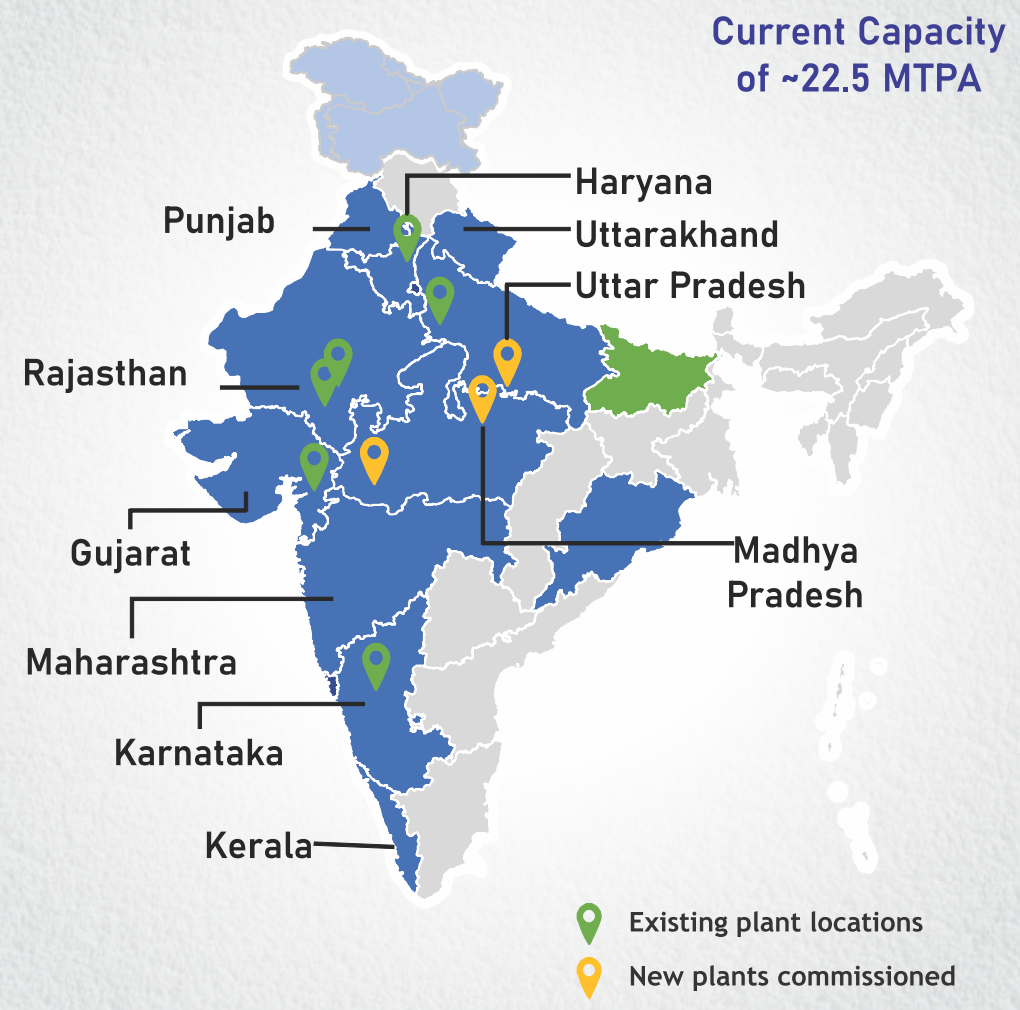 Current Capacity
of ~22.5 MTPA
Haryana
Punjab
Uttarakhand
Uttar Pradesh
Rajasthan
Gujarat
Madhya
Pradesh
Maharashtra
Karnataka
Kerala
Existing plant locations
New plants commissioned